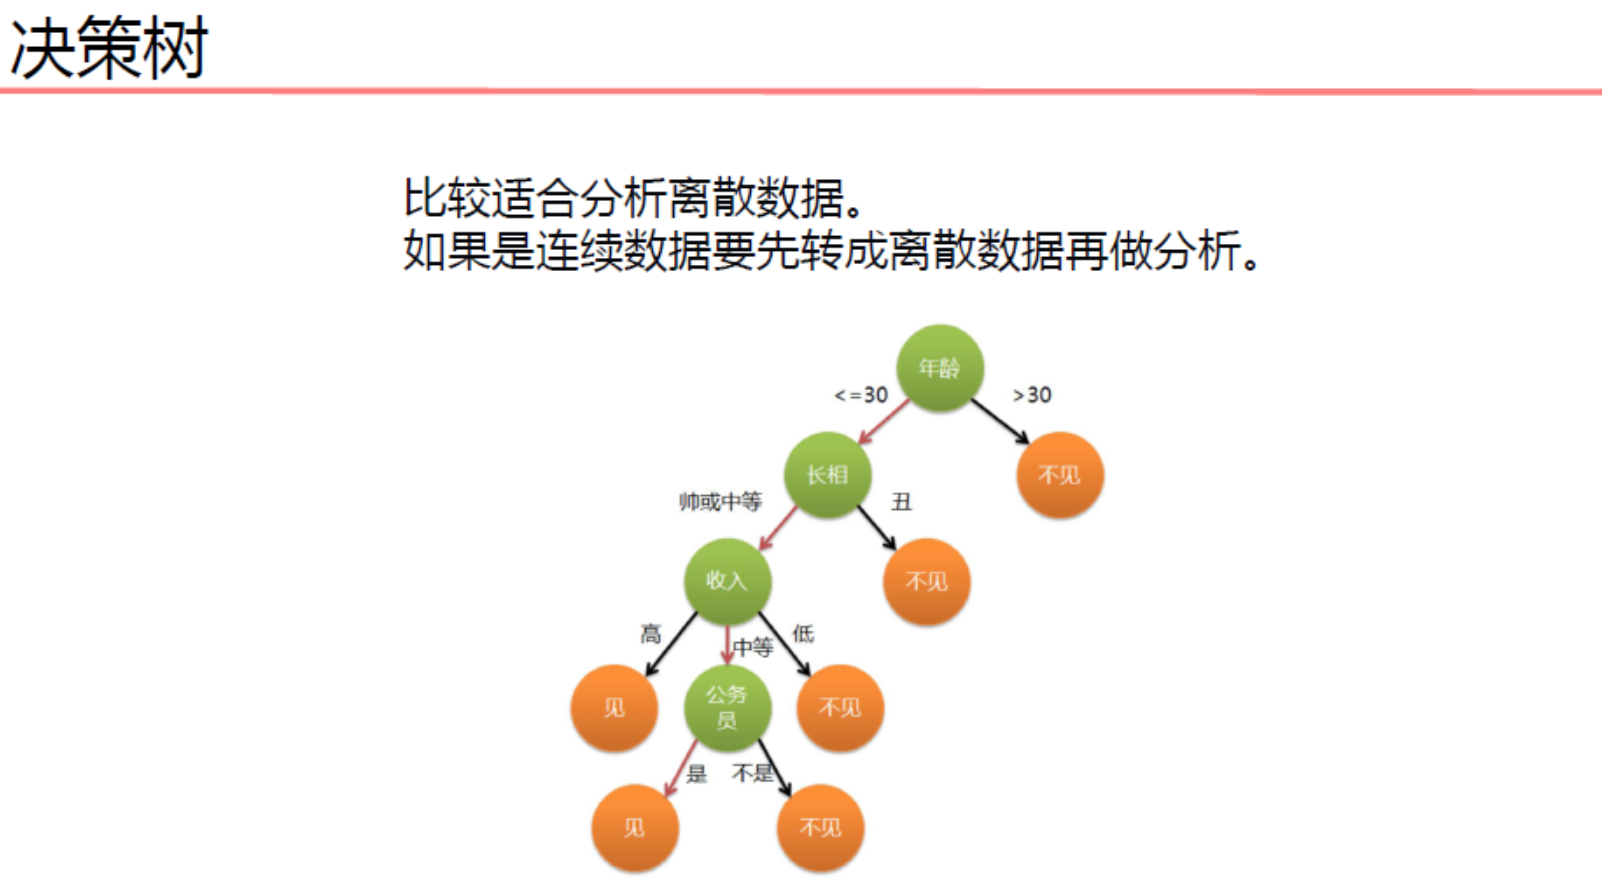 决策树
比较适合分析离散数据。
如果是连续数据要先转成离散数据再做分析。
年龄
<=30
>30
长相
不见
帅或中等
丑
收入
不见
高
中等
低
见
公务
员
不见
是
不是
见
不见